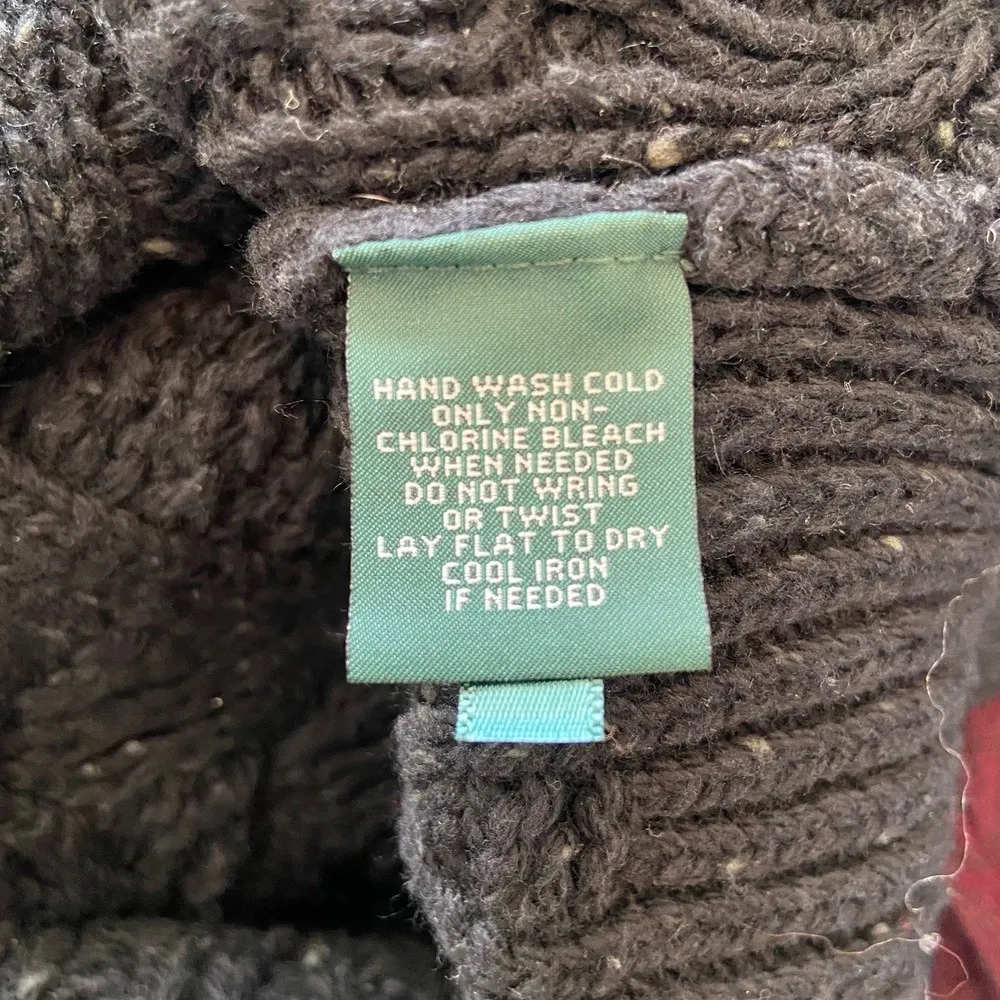 HAND WASH COLD
ONLY NON-
CHLORINE BLEACH
WHEN NEEDED
DO NOT WRING
OR TWIST
LAY FLAT TO DRY
COOL IRON
IF NEEDED